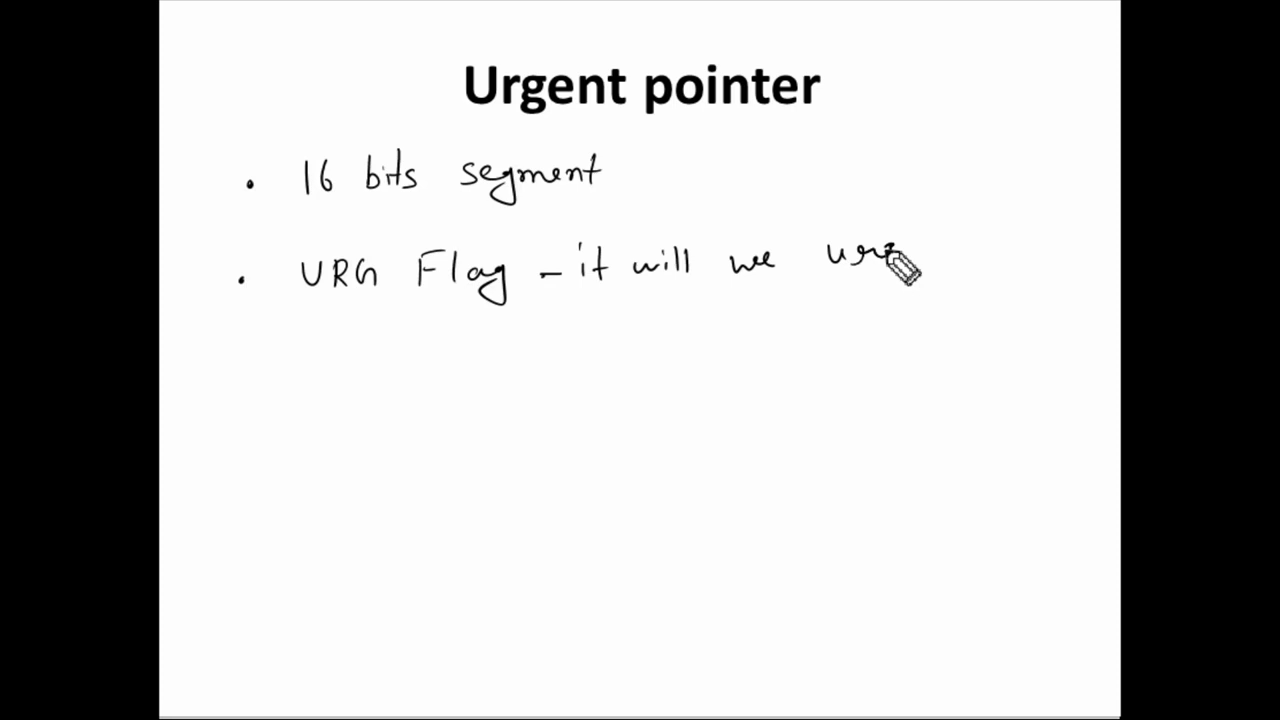 Urgent pointer
• 16 bits segment
• URG Flag - it will we